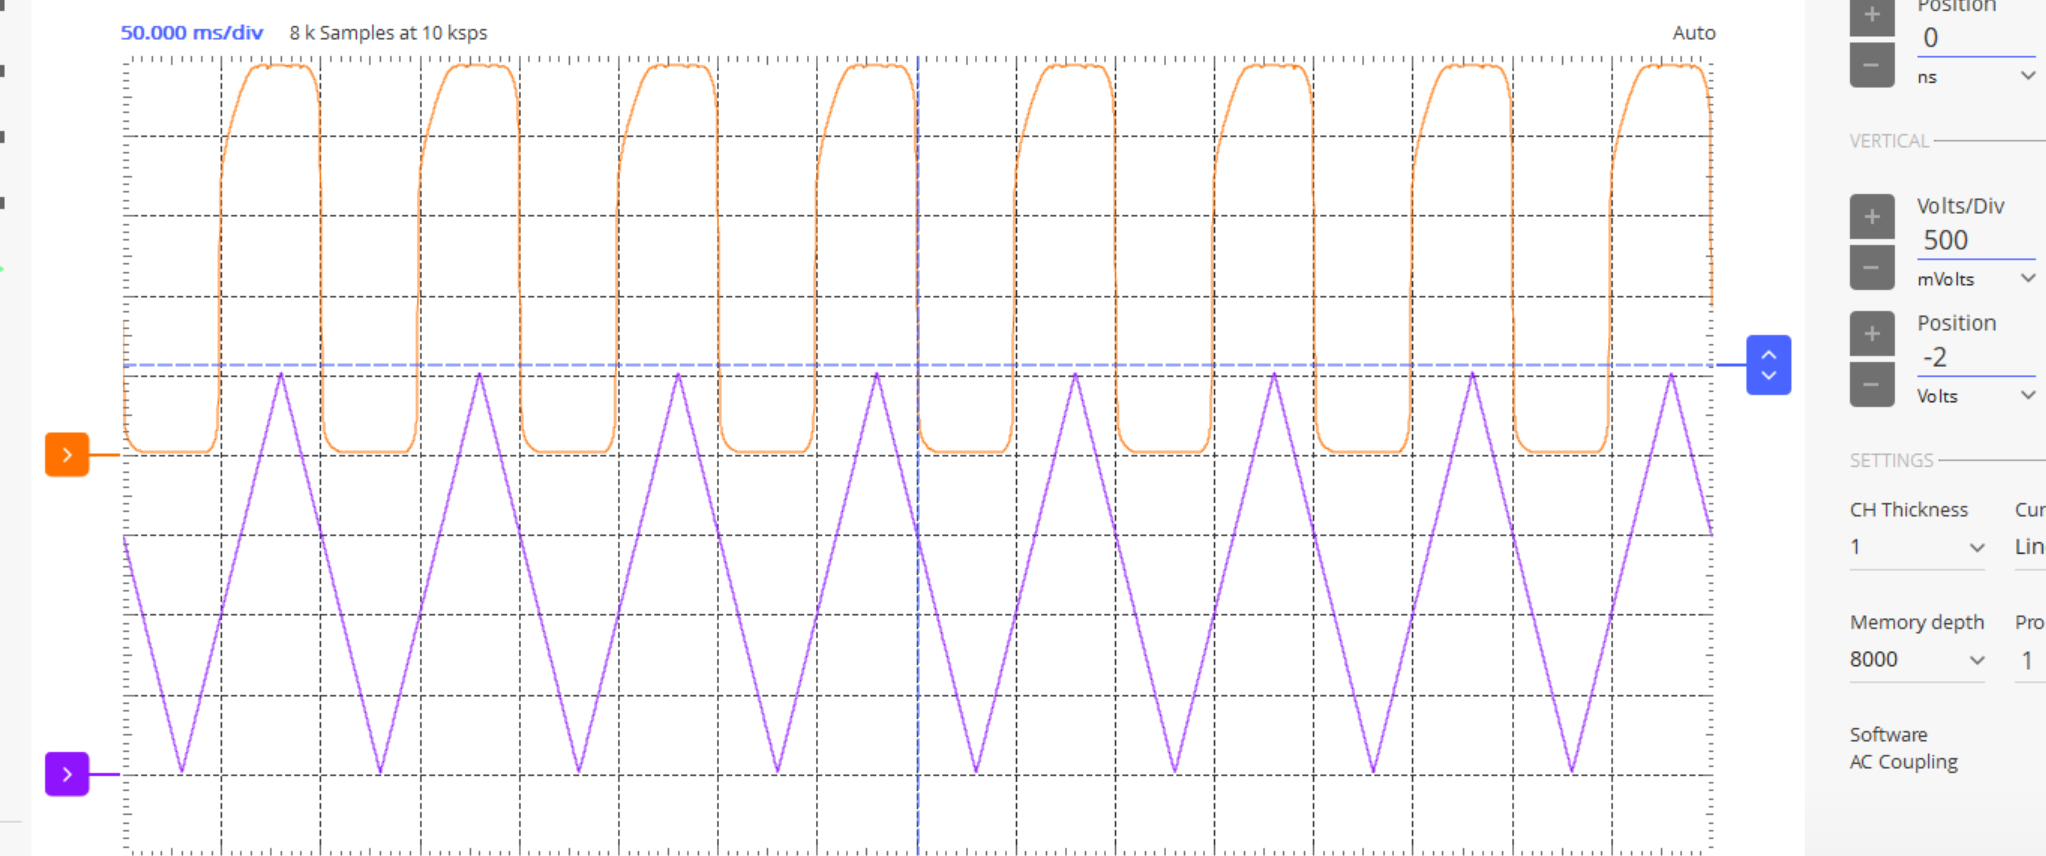 50.000 ms/div 8 k Samples at 10 ksps Auto
Position
0
ns
VERTICAL
Volts/Div
500
mVolts
Position
-2
Volts
SETTINGS
CH Thickness
1
Memory depth
8000
1
Software
AC Coupling